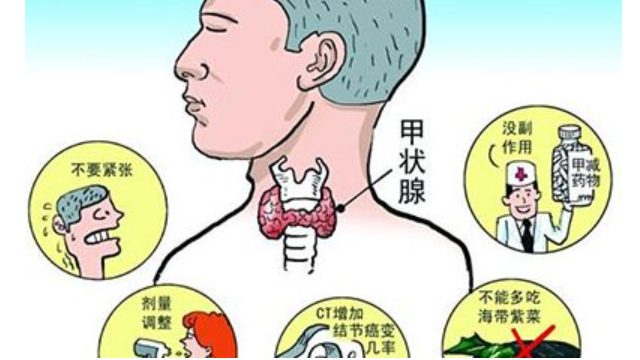 甲状腺
不要紧张
没副
作用
甲减
药物
剂量
调整
CT增加
结节癌变
几率
不能多吃
海带紫菜